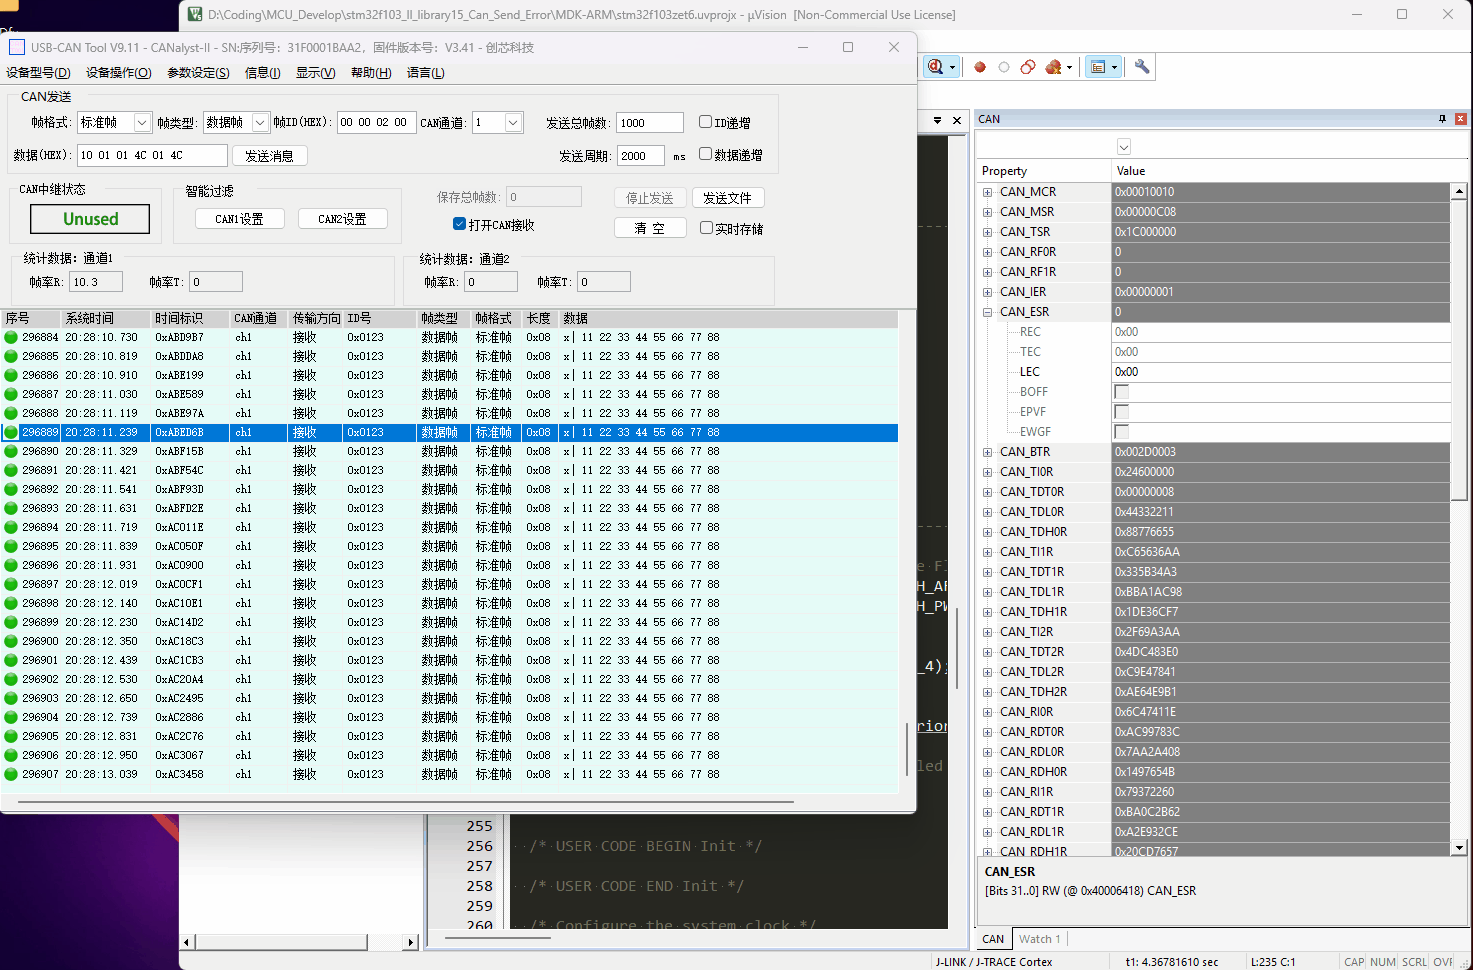 D:\Coding\MCU_Develop\stm32f103_ll_library15_Can_Send_Error\MDK-ARM\stm32f103zet6.uvprojx - µVision [Non-Commercial Use License]
USB-CAN Tool V9.11 - CANalyst-II - SN:序列号：31F0001BAA2，固件版本号：V3.41 - 创芯科技
设备型号(D) 设备操作(O) 参数设定(S) 信息(I) 显示(V) 帮助(H) 语言(L)
CAN发送
帧格式: 标准帧 帧类型: 数据帧 帧ID(HEX): 00 00 02 00 CAN通道: 1 发送总帧数: 1000 ID递增
数据(HEX): 10 01 01 4C 01 4C 发送消息 发送周期: 2000 ms 数据递增
CAN中继状态 智能过滤
Unused CAN1设置 CAN2设置
保存总帧数: 0 停止发送 发送文件
打开CAN接收 清 空 实时存储
统计数据: 通道1 统计数据: 通道2
帧率R: 10.3 帧率T: 0 帧率R: 0 帧率T: 0
序号 系统时间 时间标识 CAN通道 传输方向 ID号 帧类型 帧格式 长度 数据
296884 20:28:10.730 0xABD9B7 ch1 接收 0x0123 数据帧 标准帧 0x08 x| 11 22 33 44 55 66 77 88
296885 20:28:10.819 0xABDDA8 ch1 接收 0x0123 数据帧 标准帧 0x08 x| 11 22 33 44 55 66 77 88
296886 20:28:10.910 0xABE199 ch1 接收 0x0123 数据帧 标准帧 0x08 x| 11 22 33 44 55 66 77 88
296887 20:28:11.030 0xABE589 ch1 接收 0x0123 数据帧 标准帧 0x08 x| 11 22 33 44 55 66 77 88
296888 20:28:11.119 0xABE97A ch1 接收 0x0123 数据帧 标准帧 0x08 x| 11 22 33 44 55 66 77 88
296889 20:28:11.239 0xABED6B ch1 接收 0x0123 数据帧 标准帧 0x08 x| 11 22 33 44 55 66 77 88
296890 20:28:11.329 0xABF15B ch1 接收 0x0123 数据帧 标准帧 0x08 x| 11 22 33 44 55 66 77 88
296891 20:28:11.421 0xABF54C ch1 接收 0x0123 数据帧 标准帧 0x08 x| 11 22 33 44 55 66 77 88
296892 20:28:11.541 0xABF93D ch1 接收 0x0123 数据帧 标准帧 0x08 x| 11 22 33 44 55 66 77 88
296893 20:28:11.631 0xABFD2E ch1 接收 0x0123 数据帧 标准帧 0x08 x| 11 22 33 44 55 66 77 88
296894 20:28:11.719 0xAC011E ch1 接收 0x0123 数据帧 标准帧 0x08 x| 11 22 33 44 55 66 77 88
296895 20:28:11.839 0xAC050F ch1 接收 0x0123 数据帧 标准帧 0x08 x| 11 22 33 44 55 66 77 88
296896 20:28:11.931 0xAC0900 ch1 接收 0x0123 数据帧 标准帧 0x08 x| 11 22 33 44 55 66 77 88
296897 20:28:12.019 0xAC0CF1 ch1 接收 0x0123 数据帧 标准帧 0x08 x| 11 22 33 44 55 66 77 88
296898 20:28:12.140 0xAC10E1 ch1 接收 0x0123 数据帧 标准帧 0x08 x| 11 22 33 44 55 66 77 88
296899 20:28:12.230 0xAC14D2 ch1 接收 0x0123 数据帧 标准帧 0x08 x| 11 22 33 44 55 66 77 88
296900 20:28:12.350 0xAC18C3 ch1 接收 0x0123 数据帧 标准帧 0x08 x| 11 22 33 44 55 66 77 88
296901 20:28:12.439 0xAC1CB3 ch1 接收 0x0123 数据帧 标准帧 0x08 x| 11 22 33 44 55 66 77 88
296902 20:28:12.530 0xAC20A4 ch1 接收 0x0123 数据帧 标准帧 0x08 x| 11 22 33 44 55 66 77 88
296903 20:28:12.650 0xAC2495 ch1 接收 0x0123 数据帧 标准帧 0x08 x| 11 22 33 44 55 66 77 88
296904 20:28:12.739 0xAC2886 ch1 接收 0x0123 数据帧 标准帧 0x08 x| 11 22 33 44 55 66 77 88
296905 20:28:12.831 0xAC2C76 ch1 接收 0x0123 数据帧 标准帧 0x08 x| 11 22 33 44 55 66 77 88
296906 20:28:12.950 0xAC3067 ch1 接收 0x0123 数据帧 标准帧 0x08 x| 11 22 33 44 55 66 77 88
296907 20:28:13.039 0xAC3458 ch1 接收 0x0123 数据帧 标准帧 0x08 x| 11 22 33 44 55 66 77 88
_4);
led
255
256 /* USER CODE BEGIN Init */
257
258 /* USER CODE END Init */
259
260 /* Configure the system clock */
CAN
Property Value
CAN_MCR 0x00010010
CAN_MSR 0x00000C08
CAN_TSR 0x1C000000
CAN_RF0R 0
CAN_RF1R 0
CAN_IER 0x00000001
CAN_ESR 0
REC 0x00
TEC 0x00
LEC 0x00
BOFF
EPVF
EWGF
CAN_BTR 0x002D0003
CAN_TI0R 0x24600000
CAN_TDT0R 0x00000008
CAN_TDL0R 0x44332211
CAN_TDH0R 0x88776655
CAN_TI1R 0xC65636AA
CAN_TDT1R 0x335B34A3
CAN_TDL1R 0xBBA1AC98
CAN_TDH1R 0x1DE36CF7
CAN_TI2R 0x2F69A3AA
CAN_TDT2R 0x4DC483E0
CAN_TDL2R 0xC9E47841
CAN_TDH2R 0xAE64E9B1
CAN_RI0R 0x6C47411E
CAN_RDT0R 0xAC99783C
CAN_RDL0R 0x7AA2A408
CAN_RDH0R 0x1497654B
CAN_RI1R 0x79372260
CAN_RDT1R 0xBA0C2B62
CAN_RDL1R 0xA2E932CE
CAN_RDH1R 0x20CD7657
CAN_ESR
[Bits 31..0] RW (@ 0x40006418) CAN_ESR
CAN Watch 1
J-LINK / J-TRACE Cortex t1: 4.36781610 sec L:235 C:1 CAP NUM SCRL OVR